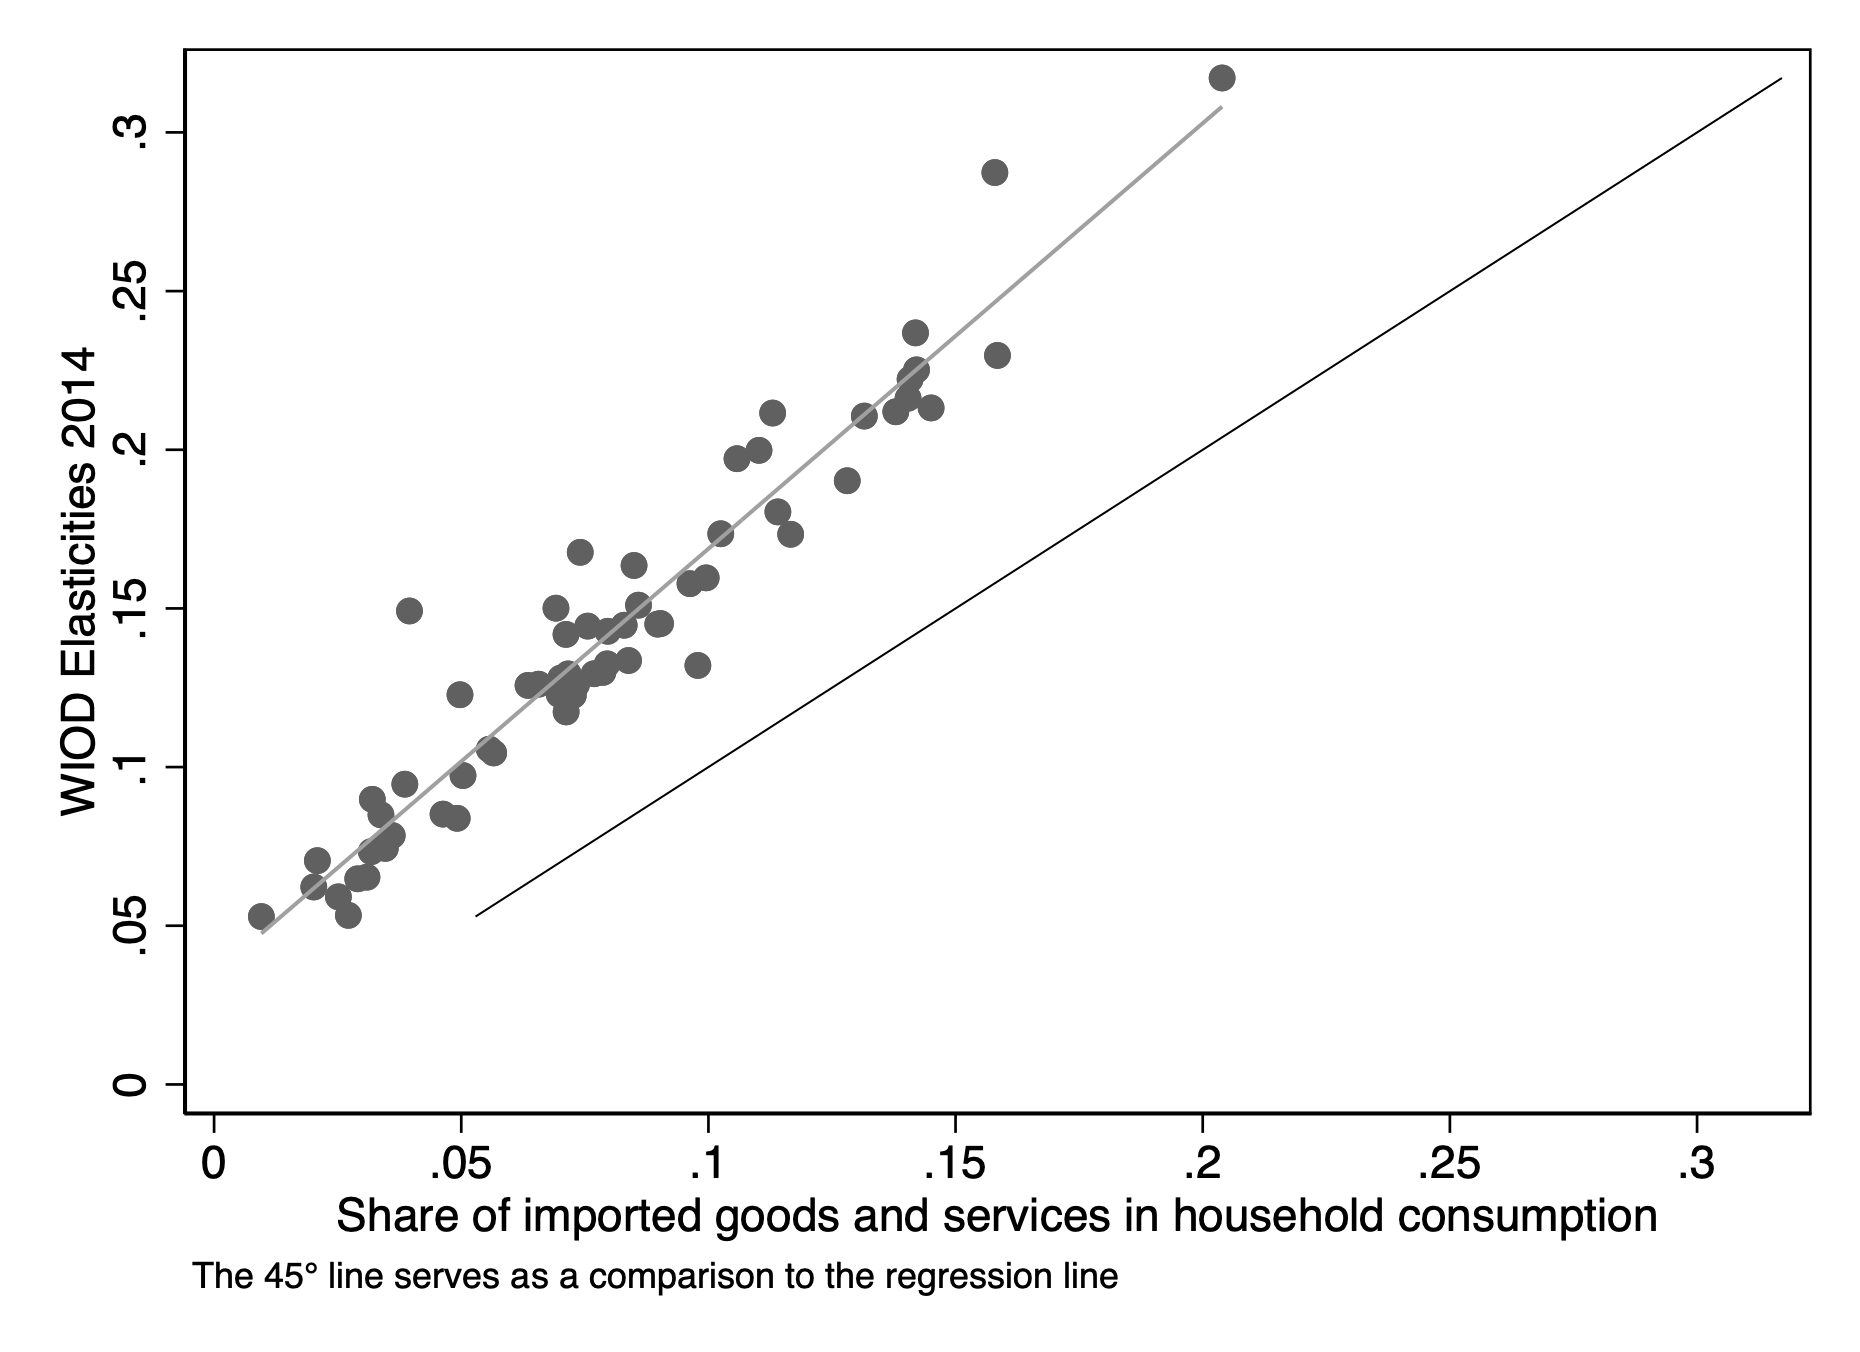 WIOD Elasticities 2014
.3
.25
.2
.15
.1
.05
0
0 .05 .1 .15 .2 .25 .3
Share of imported goods and services in household consumption
The 45° line serves as a comparison to the regression line